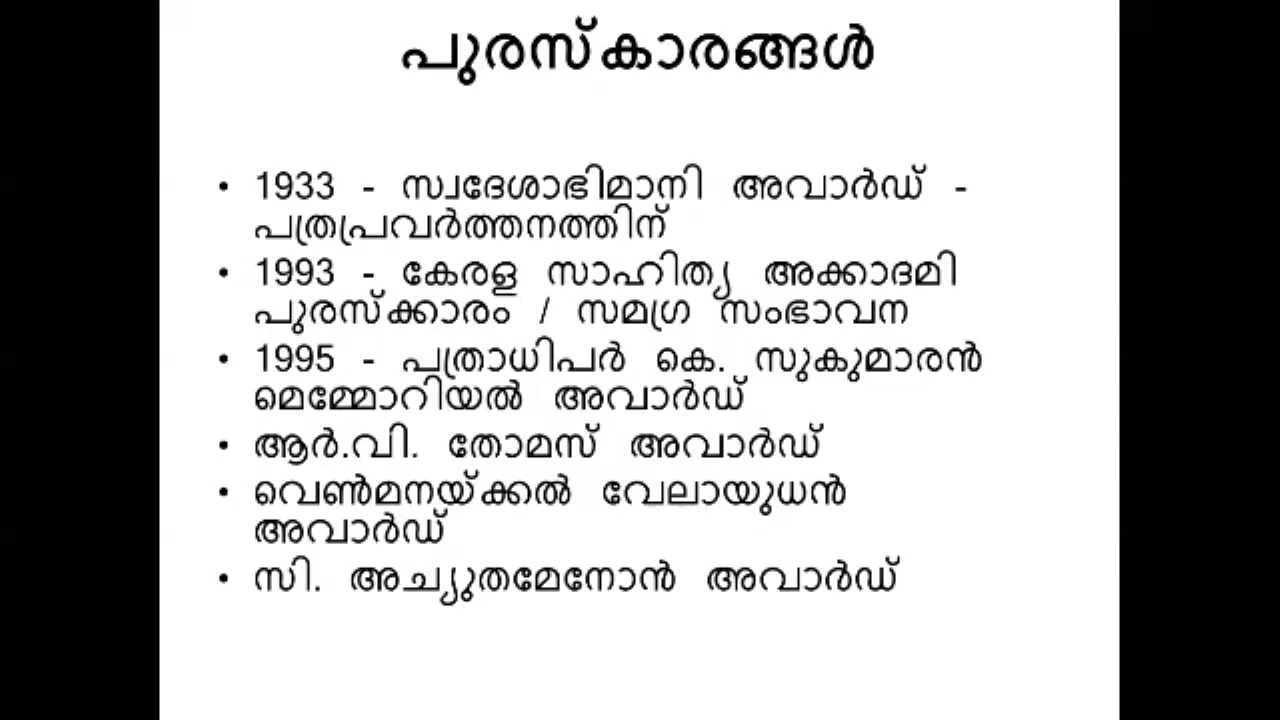 പുരസ്കാരങ്ങൾ
• 1933 - സ്വദേശാഭിമാനി അവാർഡ് -
പത്രപ്രവർത്തനത്തിന്
• 1993 - കേരള സാഹിത്യ അക്കാദമി
പുരസ്ക്കാരം / സമഗ്ര സംഭാവന
• 1995 - പത്രാധിപർ കെ. സുകുമാരൻ
മെമ്മോറിയൽ അവാർഡ്
• ആർ.വി. തോമസ് അവാർഡ്
• വെൺമനയ്ക്കൽ വേലായുധൻ
അവാർഡ്
• സി. അച്യുതമേനോൻ അവാർഡ്